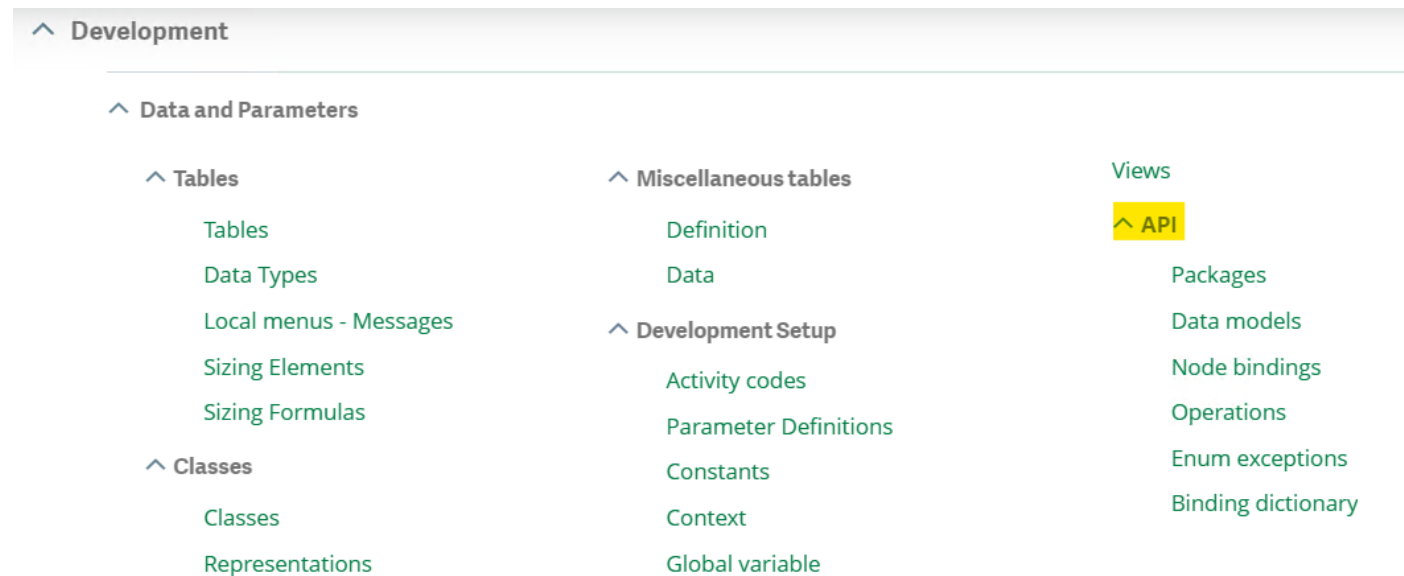 Development
Data and Parameters
Tables
Tables
Data Types
Local menus - Messages
Sizing Elements
Sizing Formulas
Classes
Classes
Representations
Miscellaneous tables
Definition
Data
Development Setup
Activity codes
Parameter Definitions
Constants
Context
Global variable
Views
API
Packages
Data models
Node bindings
Operations
Enum exceptions
Binding dictionary